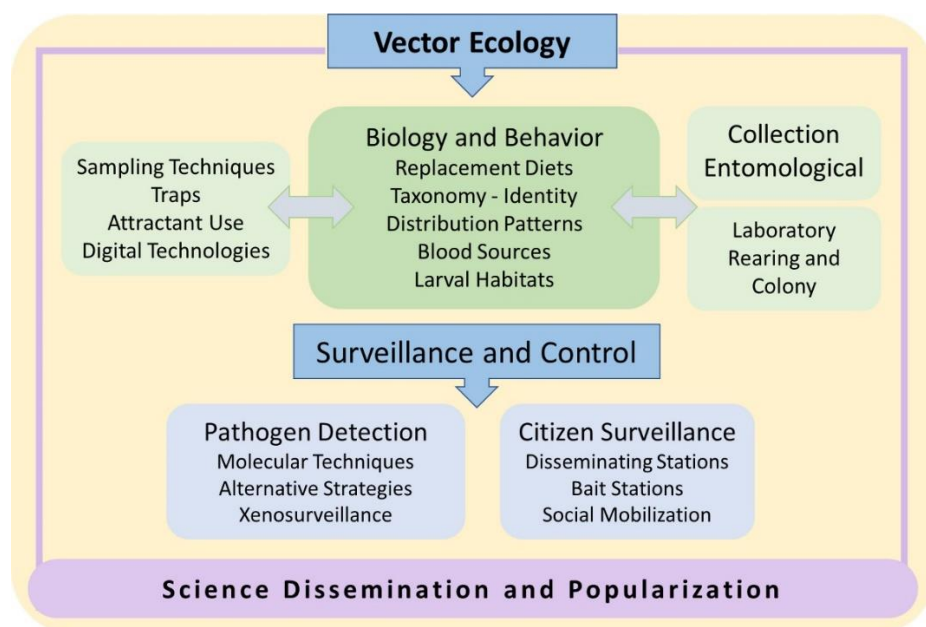 Vector Ecology
Sampling Techniques
Traps
Attractant Use
Digital Technologies
Biology and Behavior
Replacement Diets
Taxonomy - Identity
Distribution Patterns
Blood Sources
Larval Habitats
Collection
Entomological
Laboratory
Rearing and
Colony
Surveillance and Control
Pathogen Detection
Molecular Techniques
Alternative Strategies
Xenosurveillance
Citizen Surveillance
Disseminating Stations
Bait Stations
Social Mobilization
Science Dissemination and Popularization